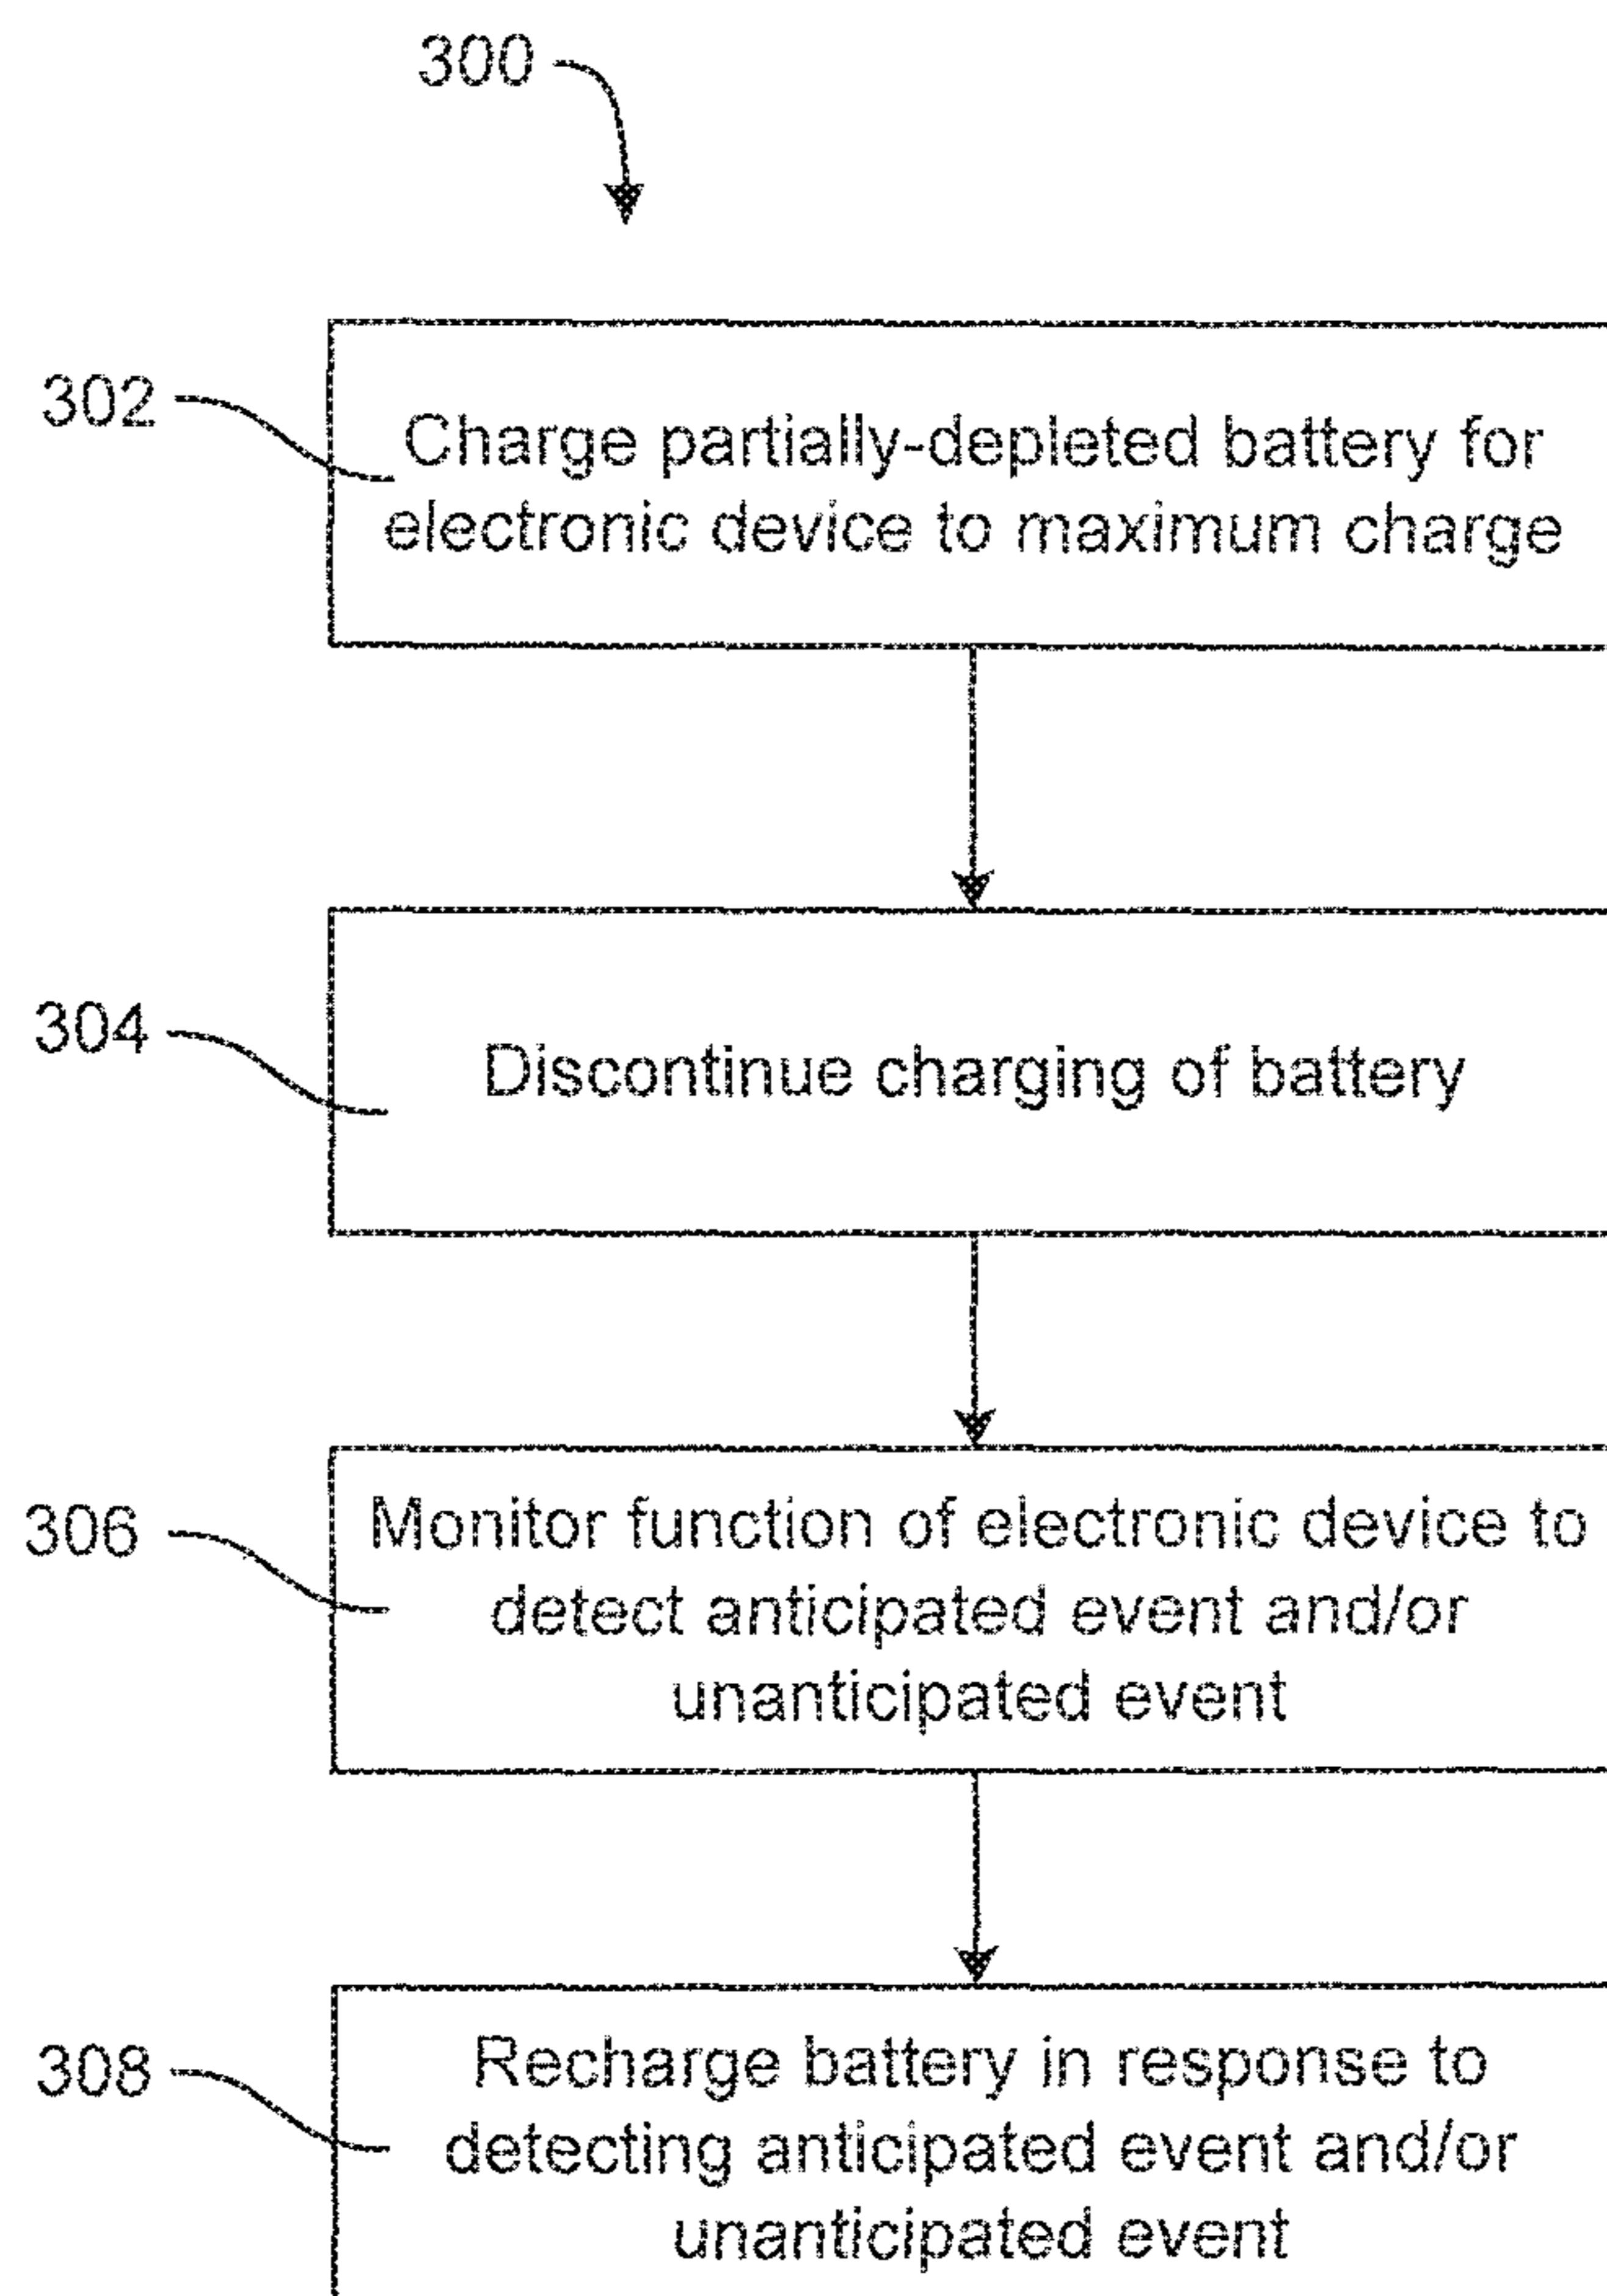 300
302
Charge partially-depleted battery for
electronic device to maximum charge
304
Discontinue charging of battery
306
Monitor function of electronic device to
detect anticipated event and/or
unanticipated event
308
Recharge battery in response to
detecting anticipated event and/or
unanticipated event